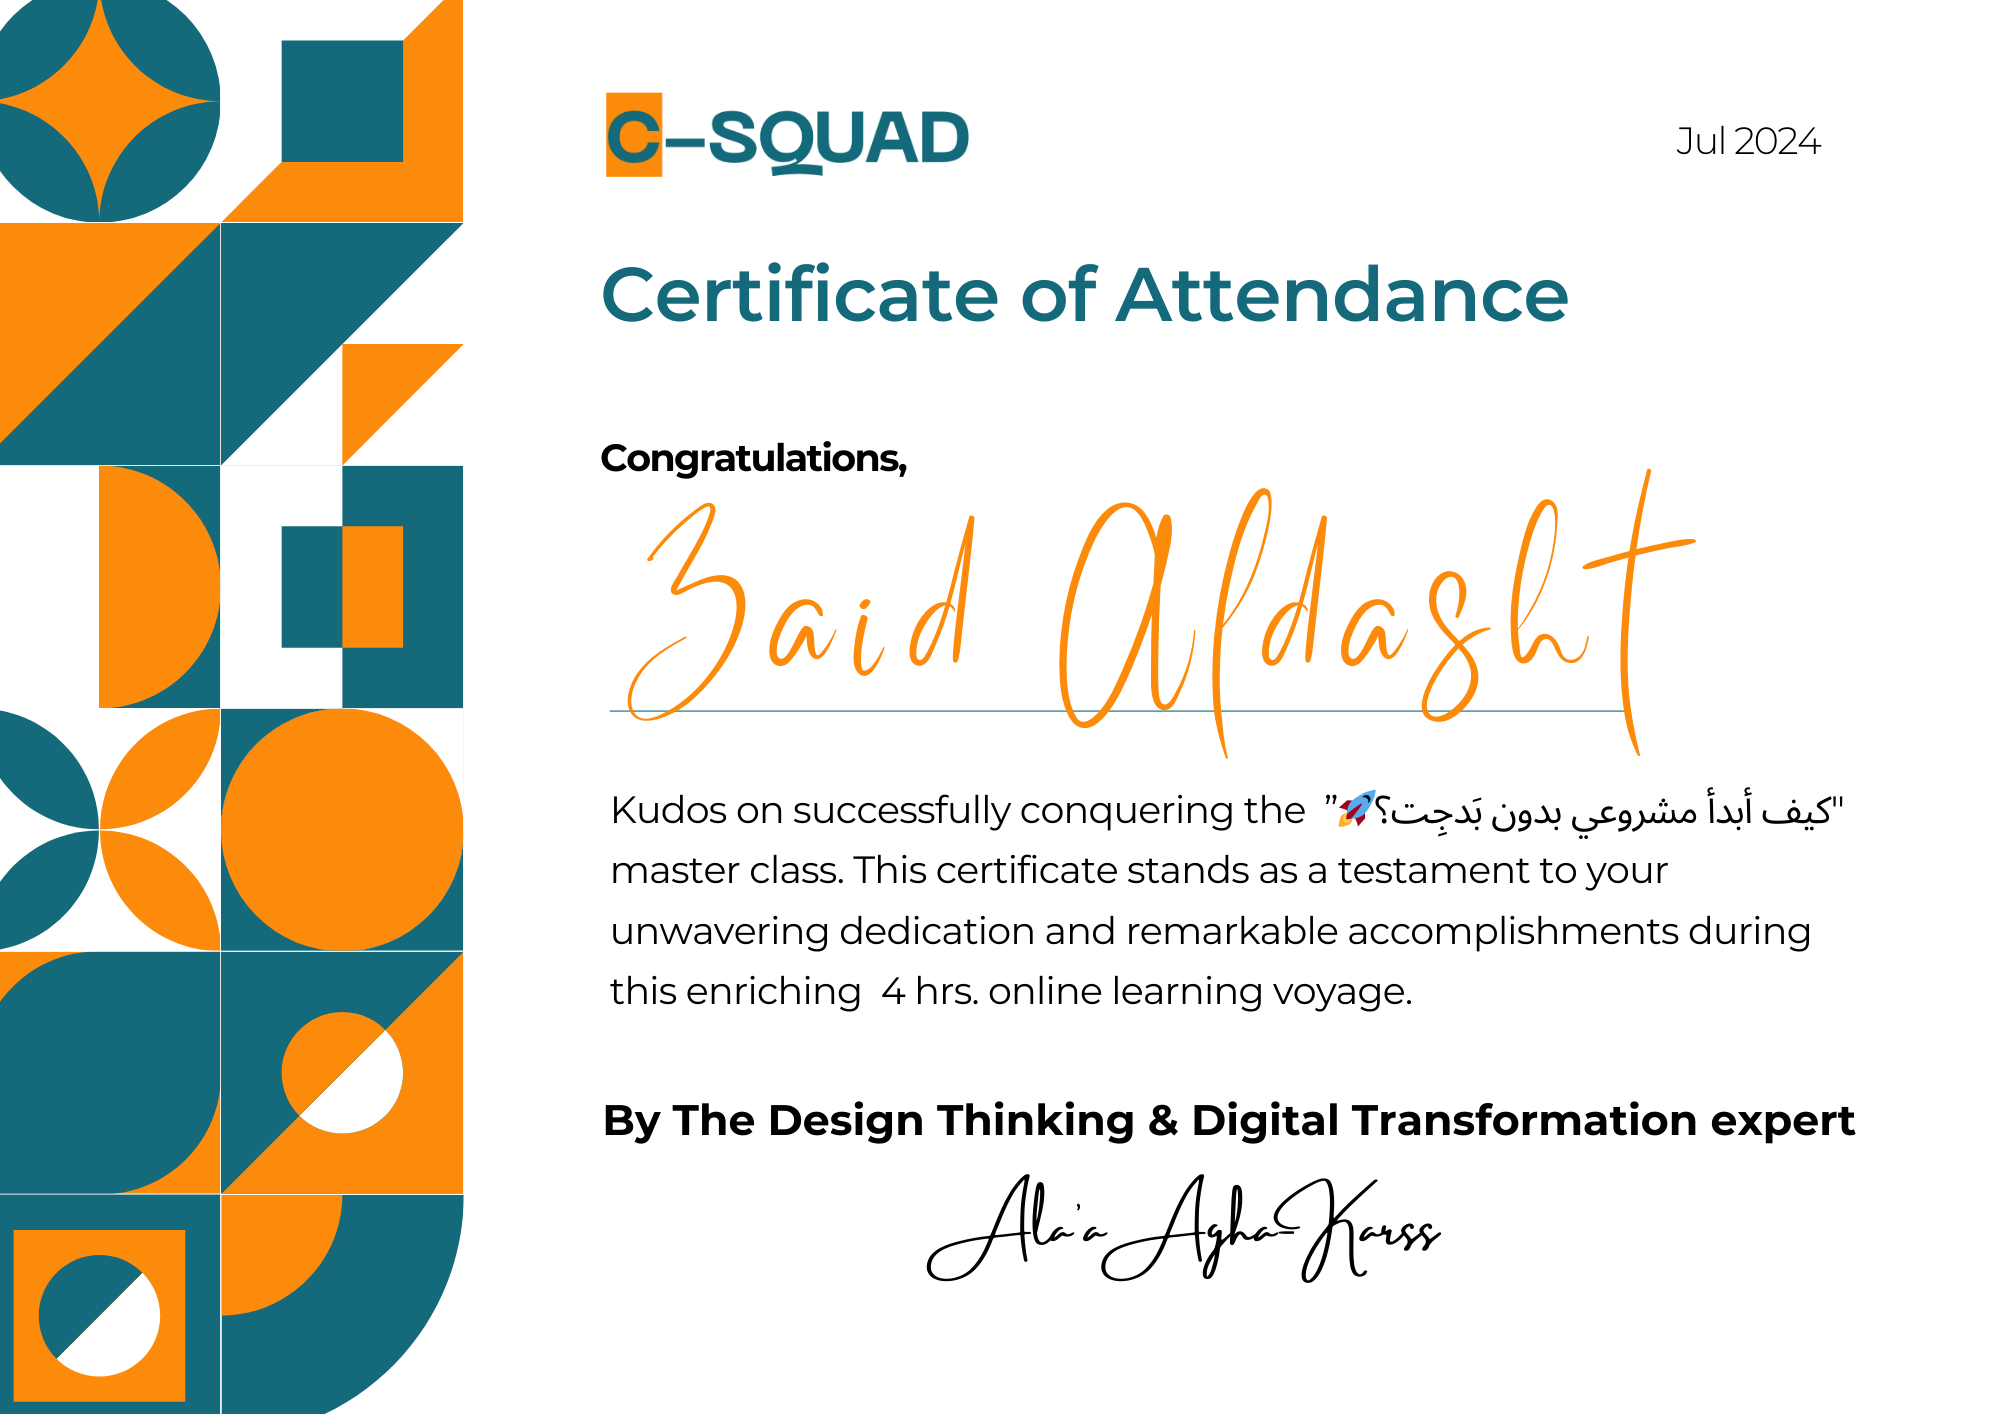 C-SQUAD
Jul 2024
Certificate of Attendance
Congratulations,
Zaid Aldasht
Kudos on successfully conquering the "كيف أبدأ مشروعي بدون بَدجِت؟🚀”
master class. This certificate stands as a testament to your
unwavering dedication and remarkable accomplishments during
this enriching 4 hrs. online learning voyage.
By The Design Thinking & Digital Transformation expert
Ala'a Agha-Karss